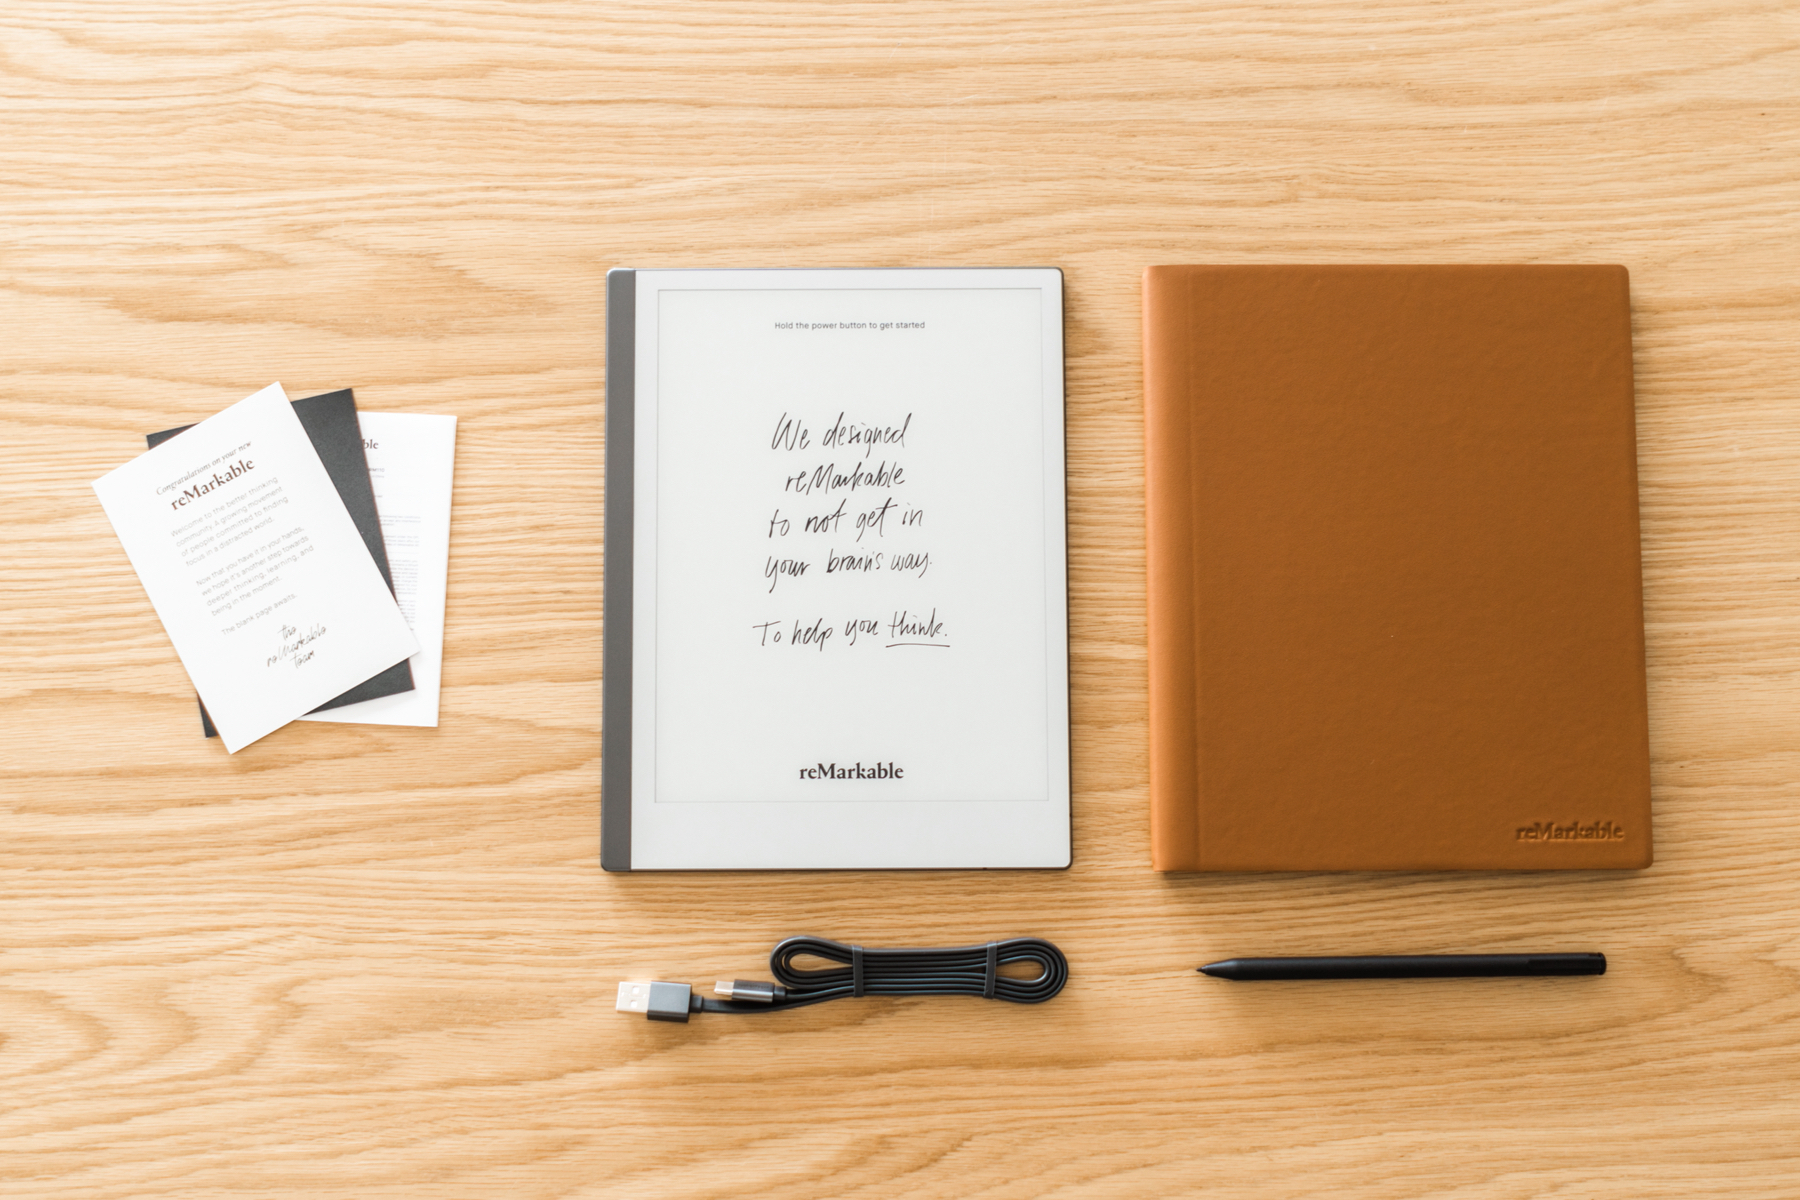 Congratulations on your new
reMarkable
Welcome to the better thinking
community. A growing movement
of people committed to finding
focus in a distracted world.
Now that you have it in your hands,
we hope it's another step towards
deeper thinking, learning, and
being in the moment.
The blank page awaits.
the
reMarkable
team
ble
Hold the power button to get started
We designed
reMarkable
to not get in
your brain's way.
To help you think.
reMarkable
reMarkable